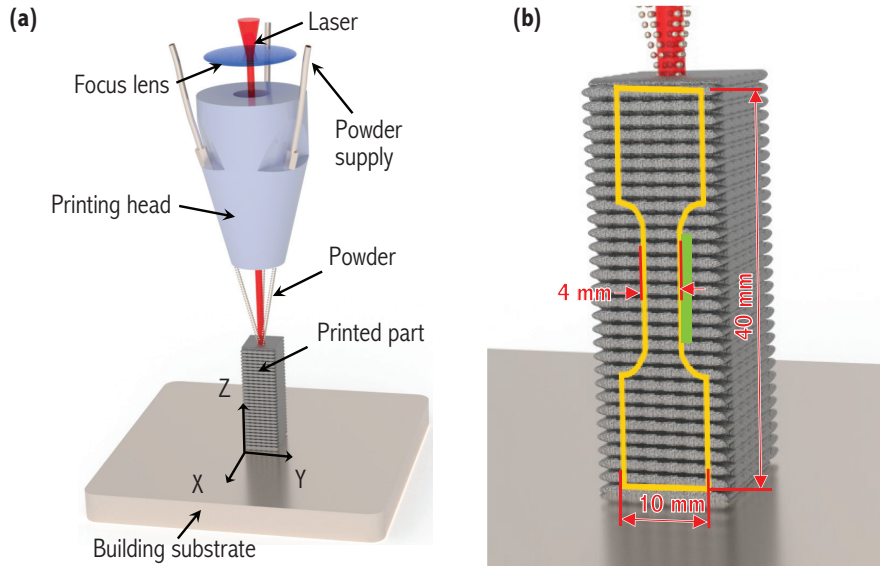 (a)
Laser
Focus lens
Powder
supply
Printing head
Powder
Printed part
Z
X
Y
Building substrate
(b)
4 mm
40 mm
10 mm